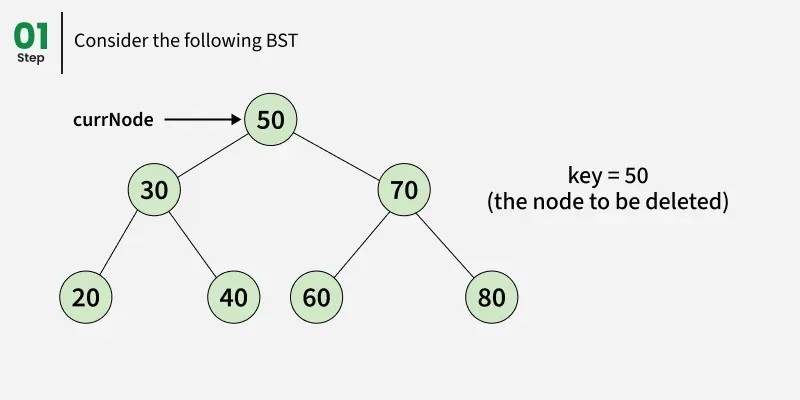 01
Step
Consider the following BST
currNode
50
30
70
key = 50
(the node to be deleted)
20
40
60
80